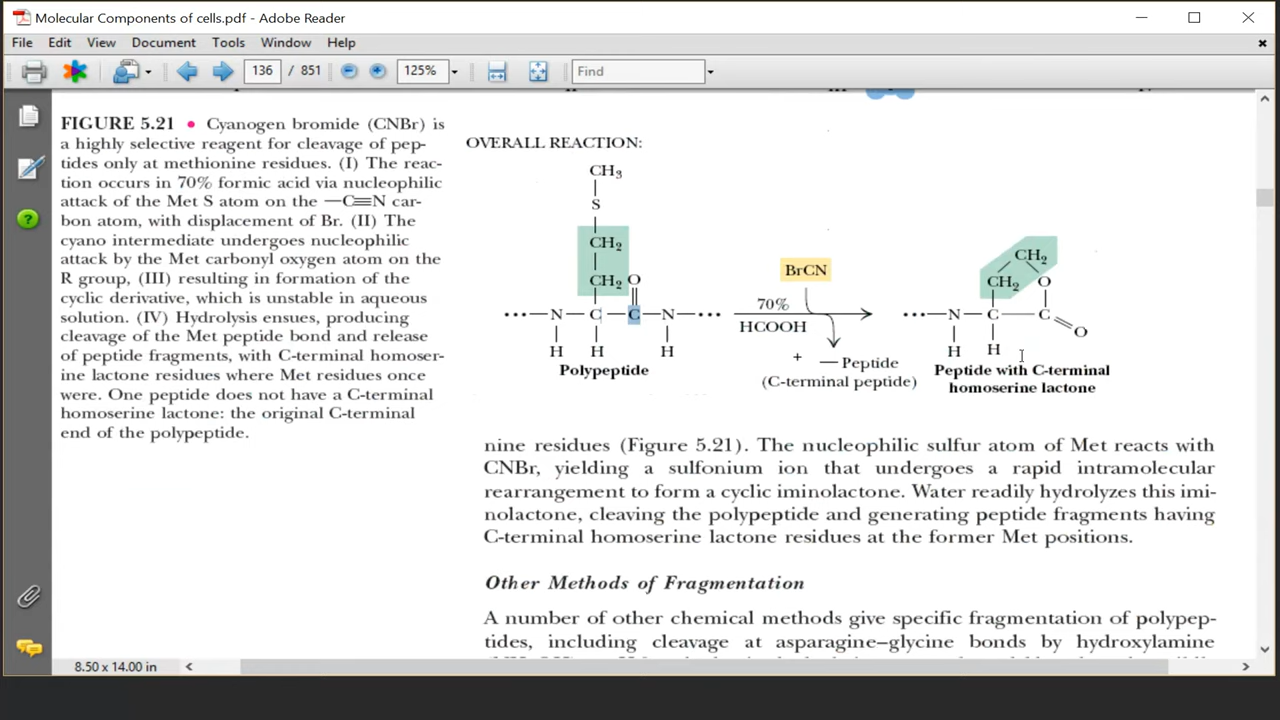 Molecular Components of cells.pdf - Adobe Reader
File Edit View Document Tools Window Help
136 / 851 125% Find
FIGURE 5.21 • Cyanogen bromide (CNBr) is
a highly selective reagent for cleavage of pep-
tides only at methionine residues. (I) The reac-
tion occurs in 70% formic acid via nucleophilic
attack of the Met S atom on the —C≡N car-
bon atom, with displacement of Br. (II) The
cyano intermediate undergoes nucleophilic
attack by the Met carbonyl oxygen atom on the
R group, (III) resulting in formation of the
cyclic derivative, which is unstable in aqueous
solution. (IV) Hydrolysis ensues, producing
cleavage of the Met peptide bond and release
of peptide fragments, with C-terminal homoser-
ine lactone residues where Met residues once
were. One peptide does not have a C-terminal
homoserine lactone: the original C-terminal
end of the polypeptide.
OVERALL REACTION:
CH3
S
CH2
CH2 O
··· N C C N ···
H H H
Polypeptide
BrCN
70%
HCOOH
+ — Peptide
(C-terminal peptide)
CH2
CH2 O
··· N C C
O
H H
Peptide with C-terminal
homoserine lactone
nine residues (Figure 5.21). The nucleophilic sulfur atom of Met reacts with
CNBr, yielding a sulfonium ion that undergoes a rapid intramolecular
rearrangement to form a cyclic iminolactone. Water readily hydrolyzes this imi-
nolactone, cleaving the polypeptide and generating peptide fragments having
C-terminal homoserine lactone residues at the former Met positions.
Other Methods of Fragmentation
A number of other chemical methods give specific fragmentation of polypep-
tides, including cleavage at asparagine–glycine bonds by hydroxylamine
8.50 x 14.00 in